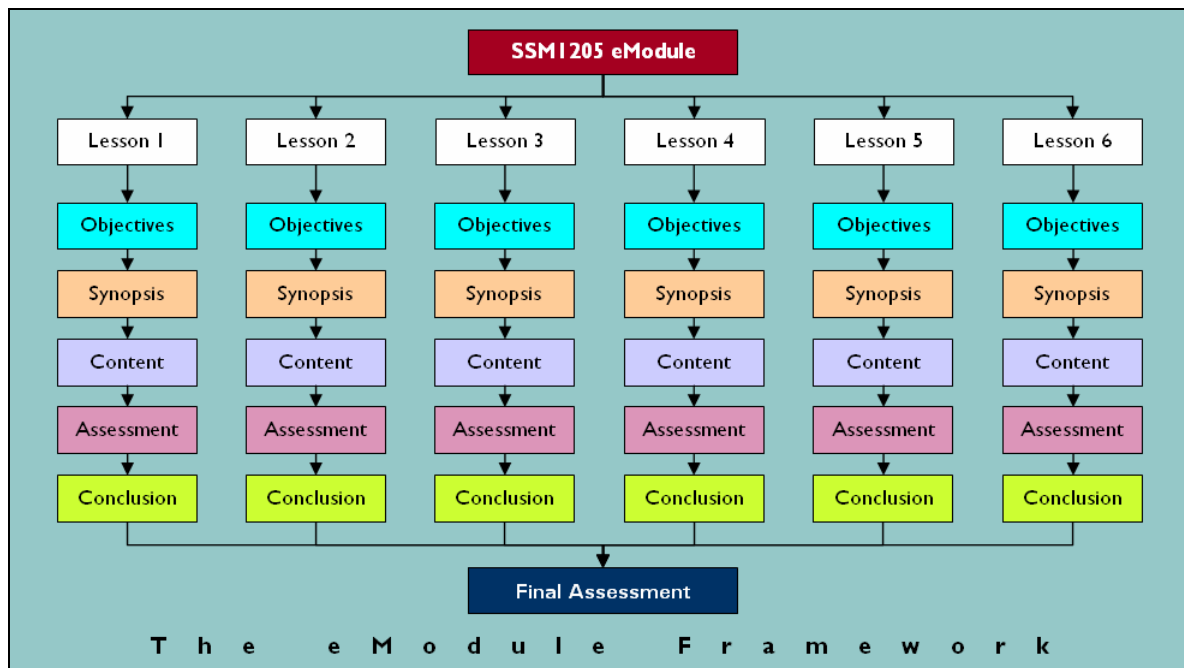 SSM1205 eModule
Lesson 1 Lesson 2 Lesson 3 Lesson 4 Lesson 5 Lesson 6
Objectives Objectives Objectives Objectives Objectives Objectives
Synopsis Synopsis Synopsis Synopsis Synopsis Synopsis
Content Content Content Content Content Content
Assessment Assessment Assessment Assessment Assessment Assessment
Conclusion Conclusion Conclusion Conclusion Conclusion Conclusion
Final Assessment
The eModule Framework